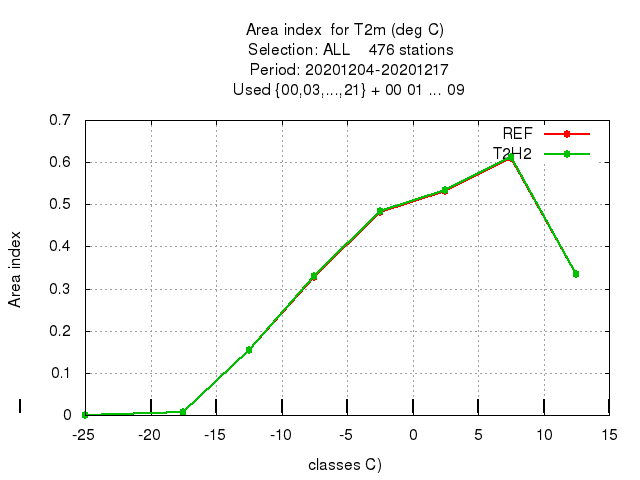 Area index  for T2m (deg C)
Selection: ALL    476 stations
Period: 20201204-20201217
Used {00,03,...,21} + 00 01 ... 09
0.7
0.6
0.5
0.4
0.3
0.2
0.1
0
Area index
REF
T2H2
-25
-20
-15
-10
-5
0
5
10
15
classes C)